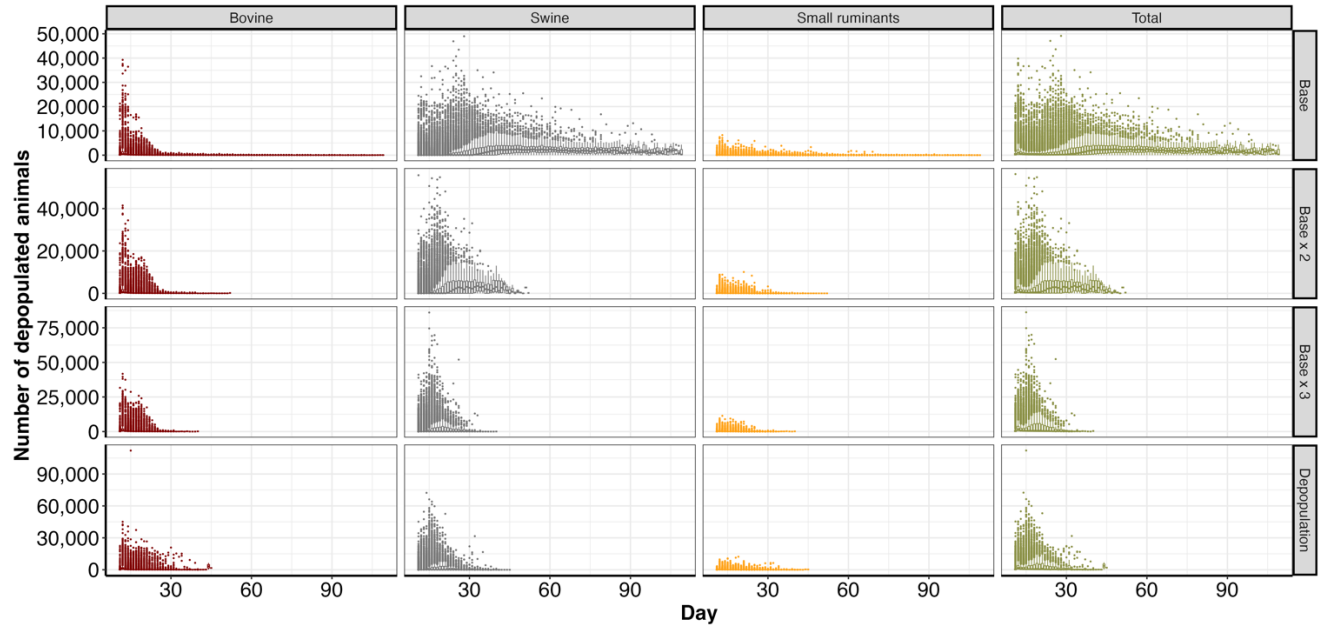 Bovine
Swine
Small ruminants
Total
Number of depopulated animals
50,000
40,000
30,000
20,000
10,000
0
Base
40,000
20,000
0
Base x 2
75,000
50,000
25,000
0
Base x 3
90,000
60,000
30,000
0
Depopulation
30 60 90 30 60 90 30 60 90 30 60 90
Day